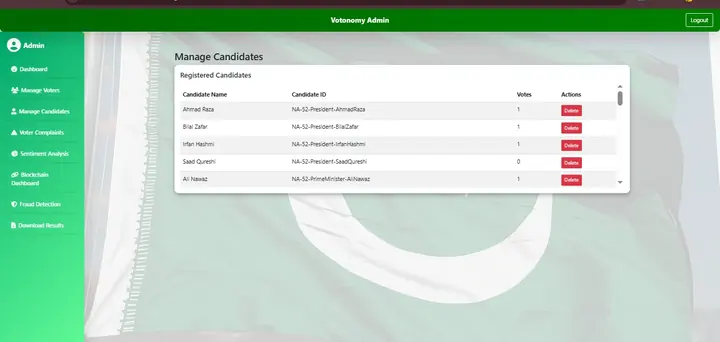 Votonomy Admin
Logout
Admin
Dashboard
Manage Voters
Manage Candidates
Voter Complaints
Sentiment Analysis
Blockchain
Dashboard
Fraud Detection
Download Results
Manage Candidates
Registered Candidates
Candidate Name Candidate ID Votes Actions
Ahmad Raza NA-52-President-AhmadRaza 1 Delete
Bilal Zafar NA-52-President-BilalZafar 1 Delete
Irfan Hashmi NA-52-President-IrfanHashmi 1 Delete
Saad Qureshi NA-52-President-SaadQureshi 0 Delete
Ali Nawaz NA-52-PrimeMinister-AliNawaz 1 Delete